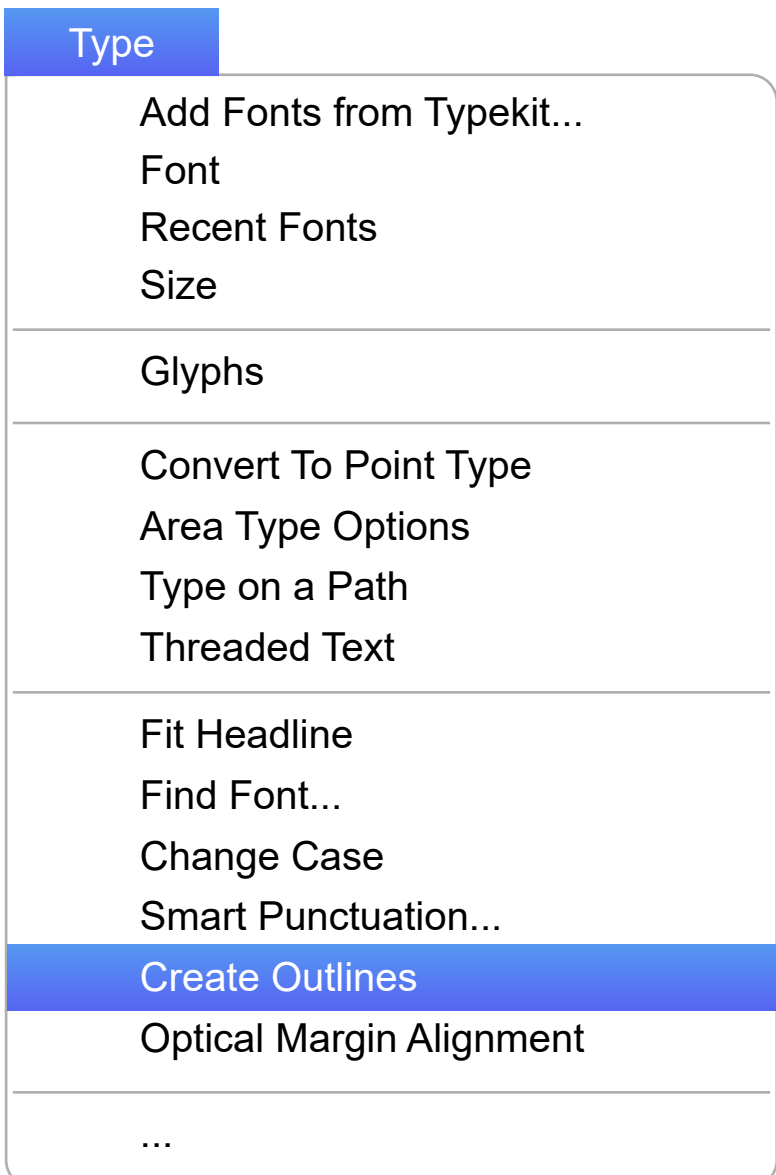 Type
Add Fonts from Typekit...
Font
Recent Fonts
Size
Glyphs
Convert To Point Type
Area Type Options
Type on a Path
Threaded Text
Fit Headline
Find Font...
Change Case
Smart Punctuation...
Create Outlines
Optical Margin Alignment
...